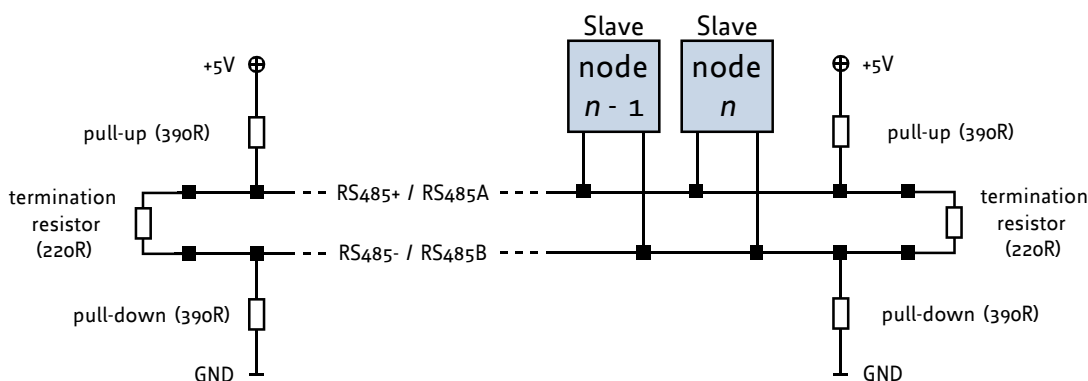 Slave
Slave
node
n - 1
node
n
+5V
+5V
pull-up (390R)
pull-up (390R)
termination
resistor
(220R)
RS485+ / RS485A
RS485- / RS485B
termination
resistor
(220R)
pull-down (390R)
pull-down (390R)
GND
GND